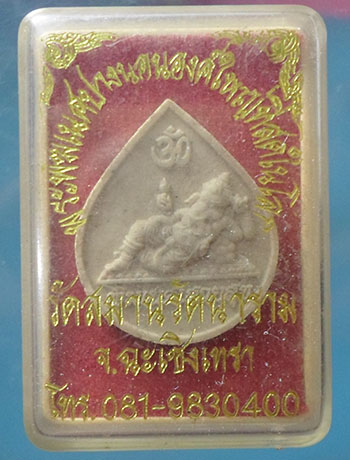 พระพิฆเนศปางนอนองค์ใหญ่ที่สุดในโลก
ॐ
วัดสมานรัตนาราม
จ.ฉะเชิงเทรา
โทร. 081-9830400